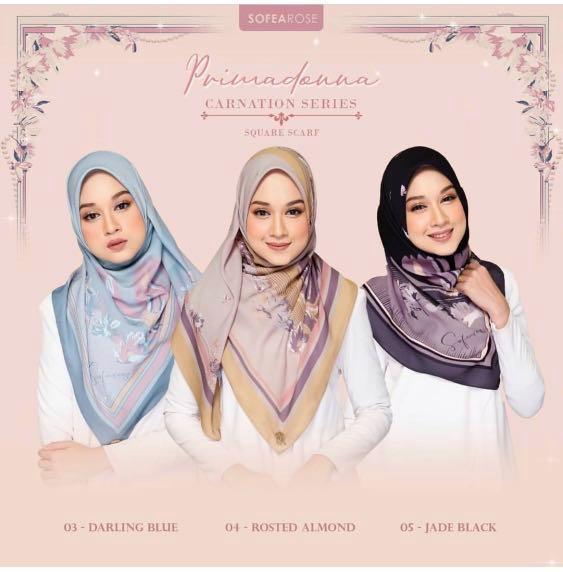 SOFEAROSE
Primadonna
CARNATION SERIES
SQUARE SCARF
03 - DARLING BLUE
04 - ROSTED ALMOND
05 - JADE BLACK